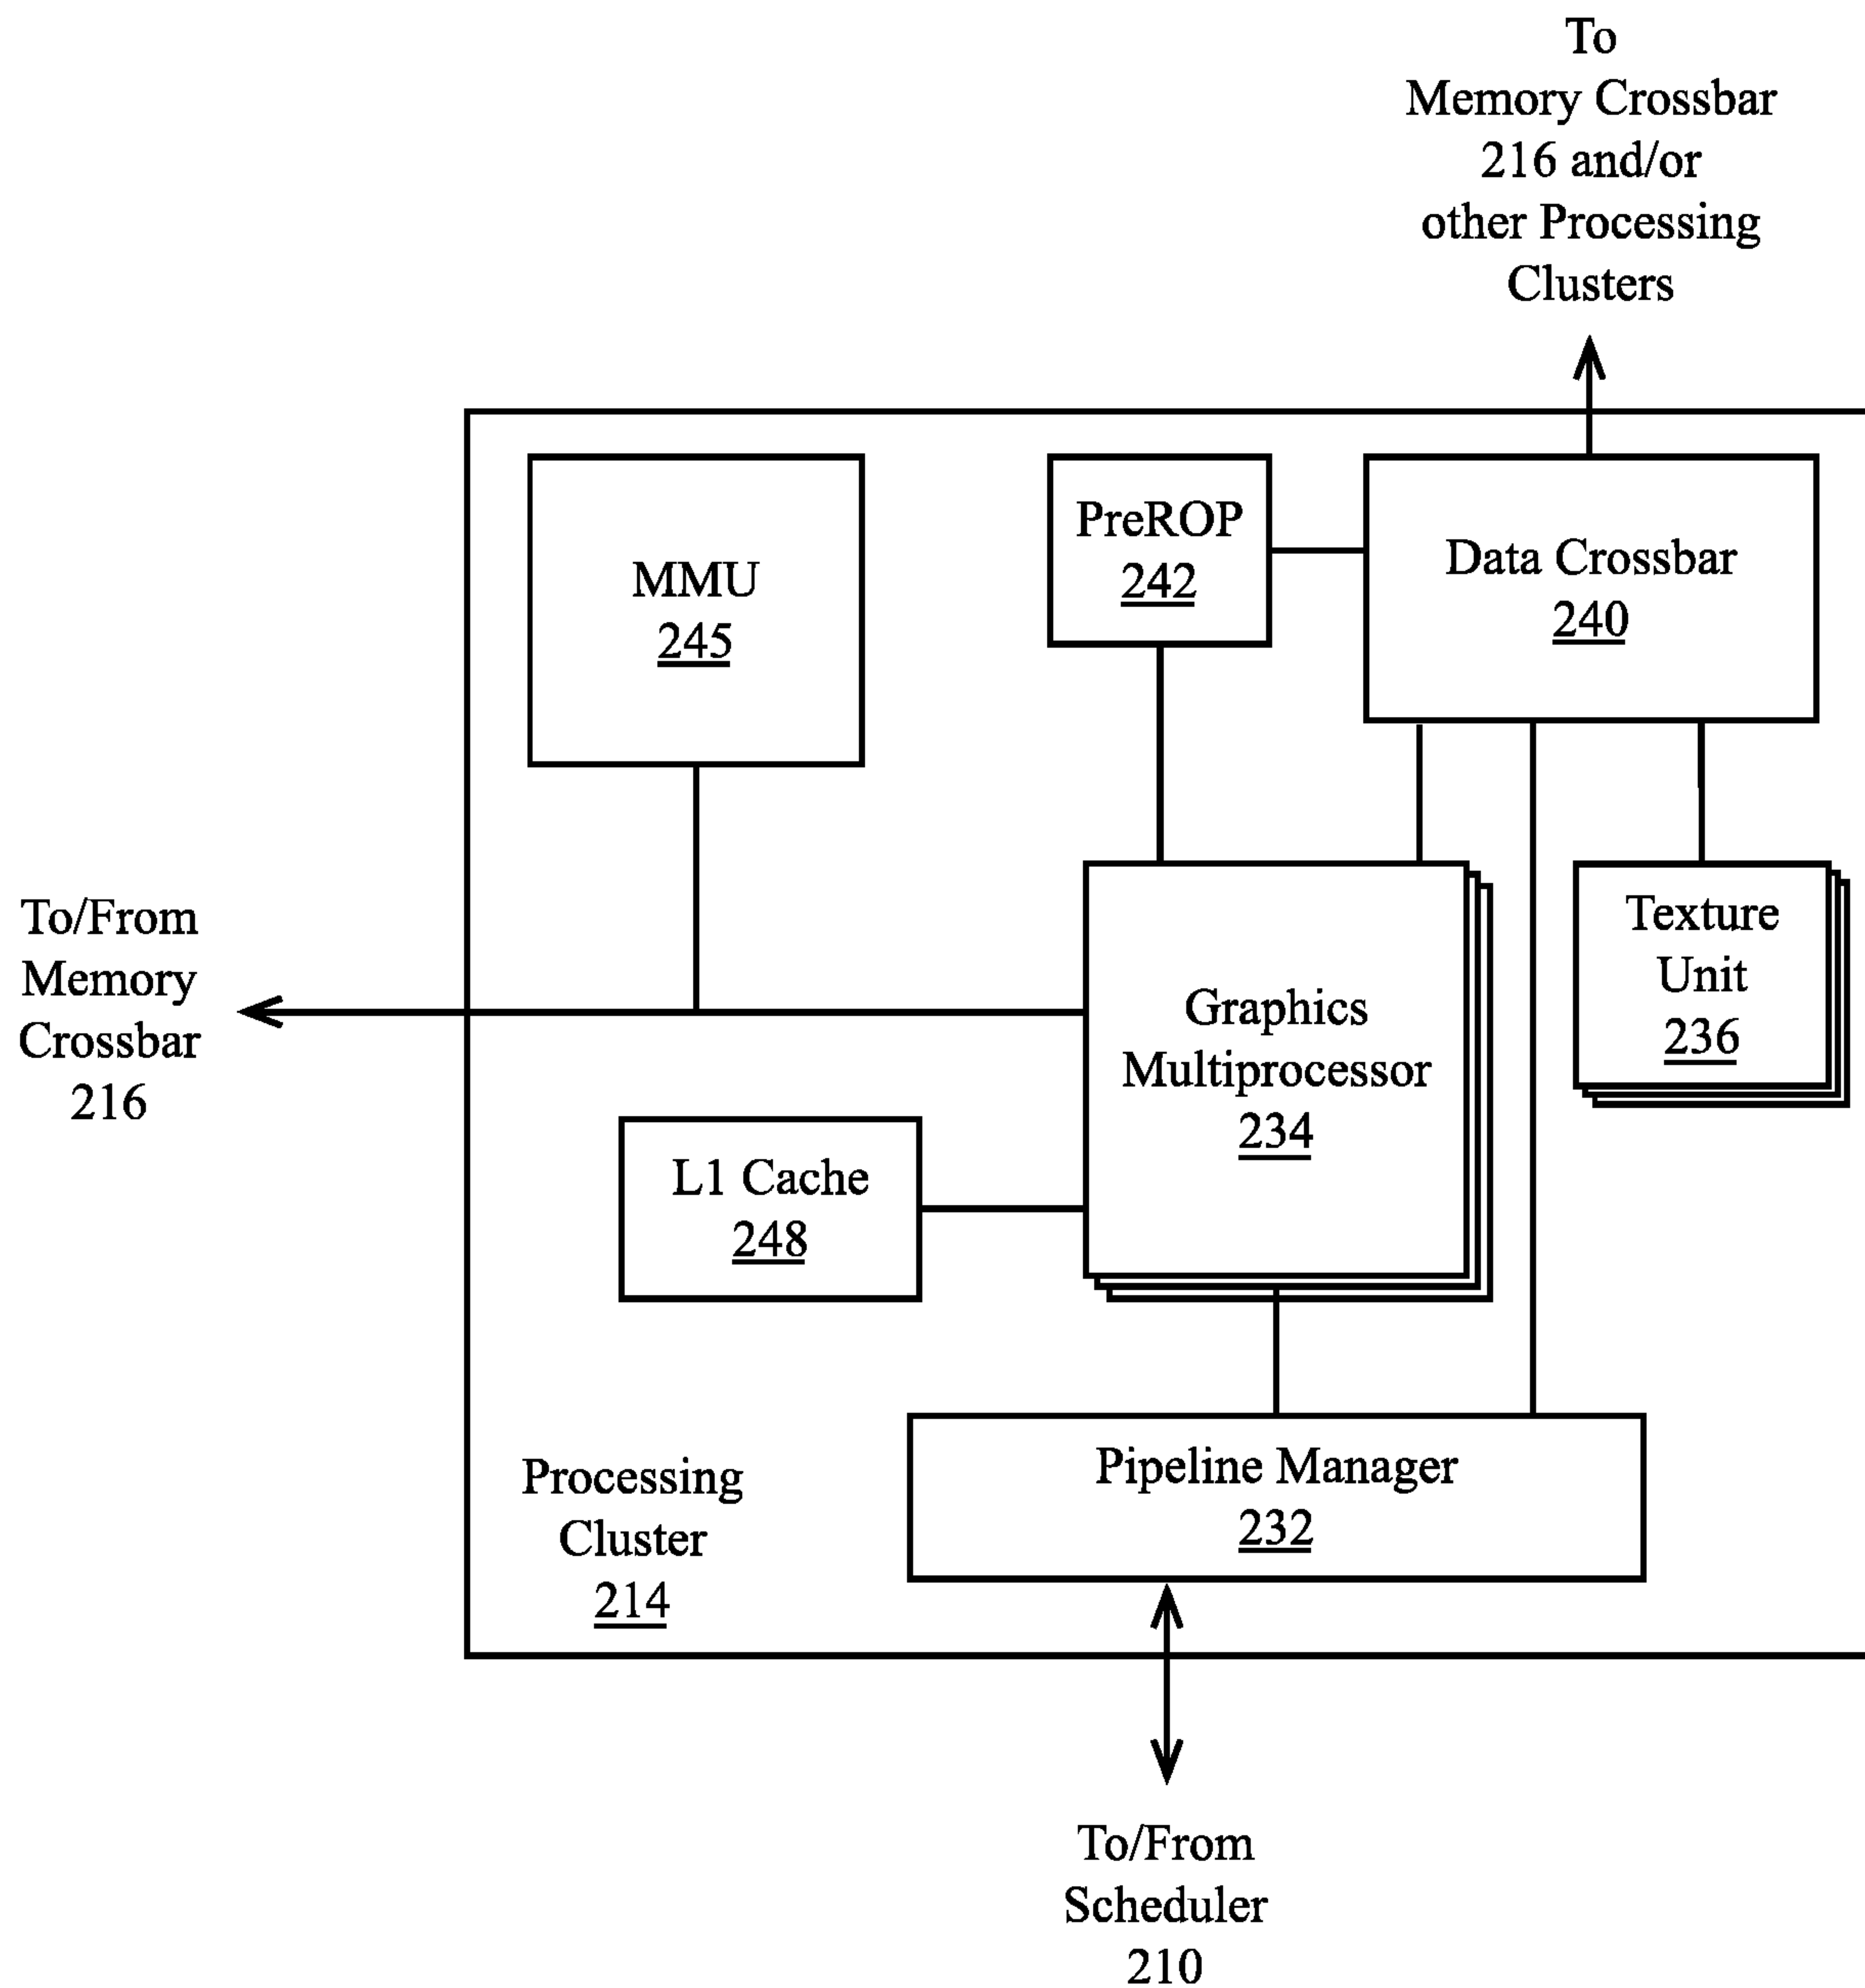 To
Memory Crossbar
216 and/or
other Processing
Clusters
MMU
245
PreROP
242
Data Crossbar
240
To/From
Memory
Crossbar
216
Graphics
Multiprocessor
234
Texture
Unit
236
L1 Cache
248
Processing
Cluster
214
Pipeline Manager
232
To/From
Scheduler
210